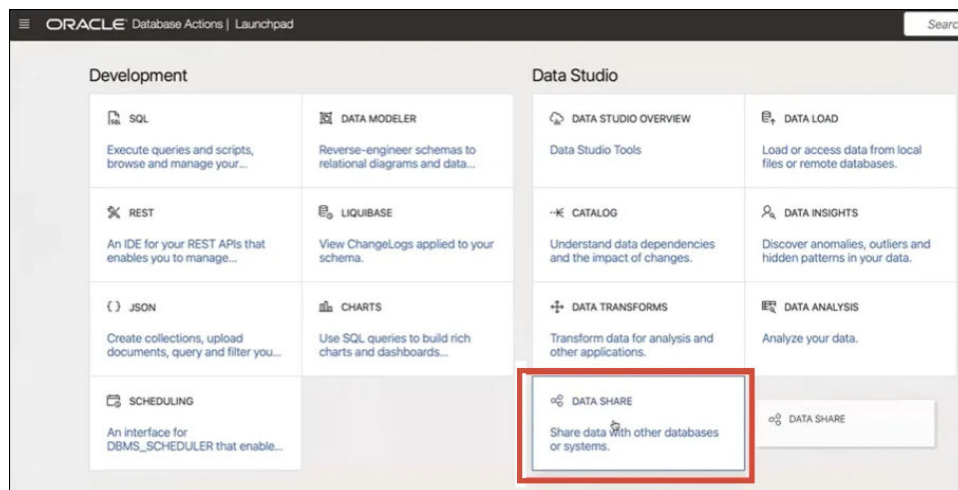 ORACLE Database Actions | Launchpad
Searc
Development
SQL
Execute queries and scripts,
browse and manage your...
DATA MODELER
Reverse-engineer schemas to
relational diagrams and data...
REST
An IDE for your REST APIs that
enables you to manage...
LIQUIBASE
View ChangeLogs applied to your
schema.
JSON
Create collections, upload
documents, query and filter you...
CHARTS
Use SQL queries to build rich
charts and dashboards...
SCHEDULING
An interface for
DBMS_SCHEDULER that enable...
Data Studio
DATA STUDIO OVERVIEW
Data Studio Tools
DATA LOAD
Load or access data from local
files or remote databases.
CATALOG
Understand data dependencies
and the impact of changes.
DATA INSIGHTS
Discover anomalies, outliers and
hidden patterns in your data.
DATA TRANSFORMS
Transform data for analysis and
other applications.
DATA ANALYSIS
Analyze your data.
DATA SHARE
Share data with other databases
or systems.
DATA SHARE